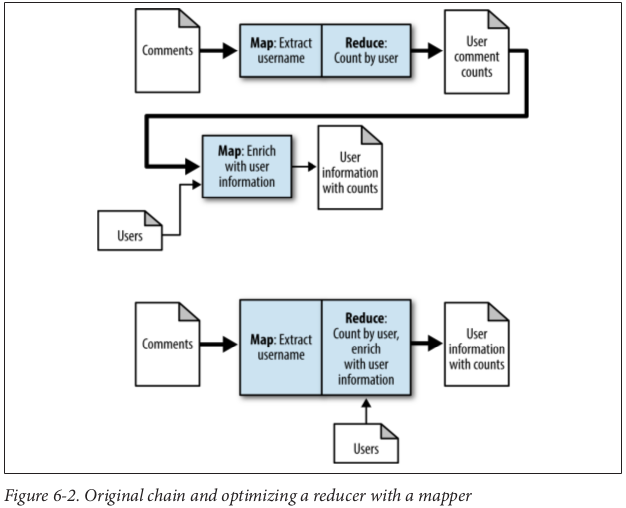 Comments
Map: Extract
username
Reduce:
Count by user
User
comment
counts
Map: Enrich
with user
information
User
information
with counts
Users
Comments
Map: Extract
username
Reduce:
Count by user,
enrich
with user
information
User
information
with counts
Users
Figure 6-2. Original chain and optimizing a reducer with a mapper